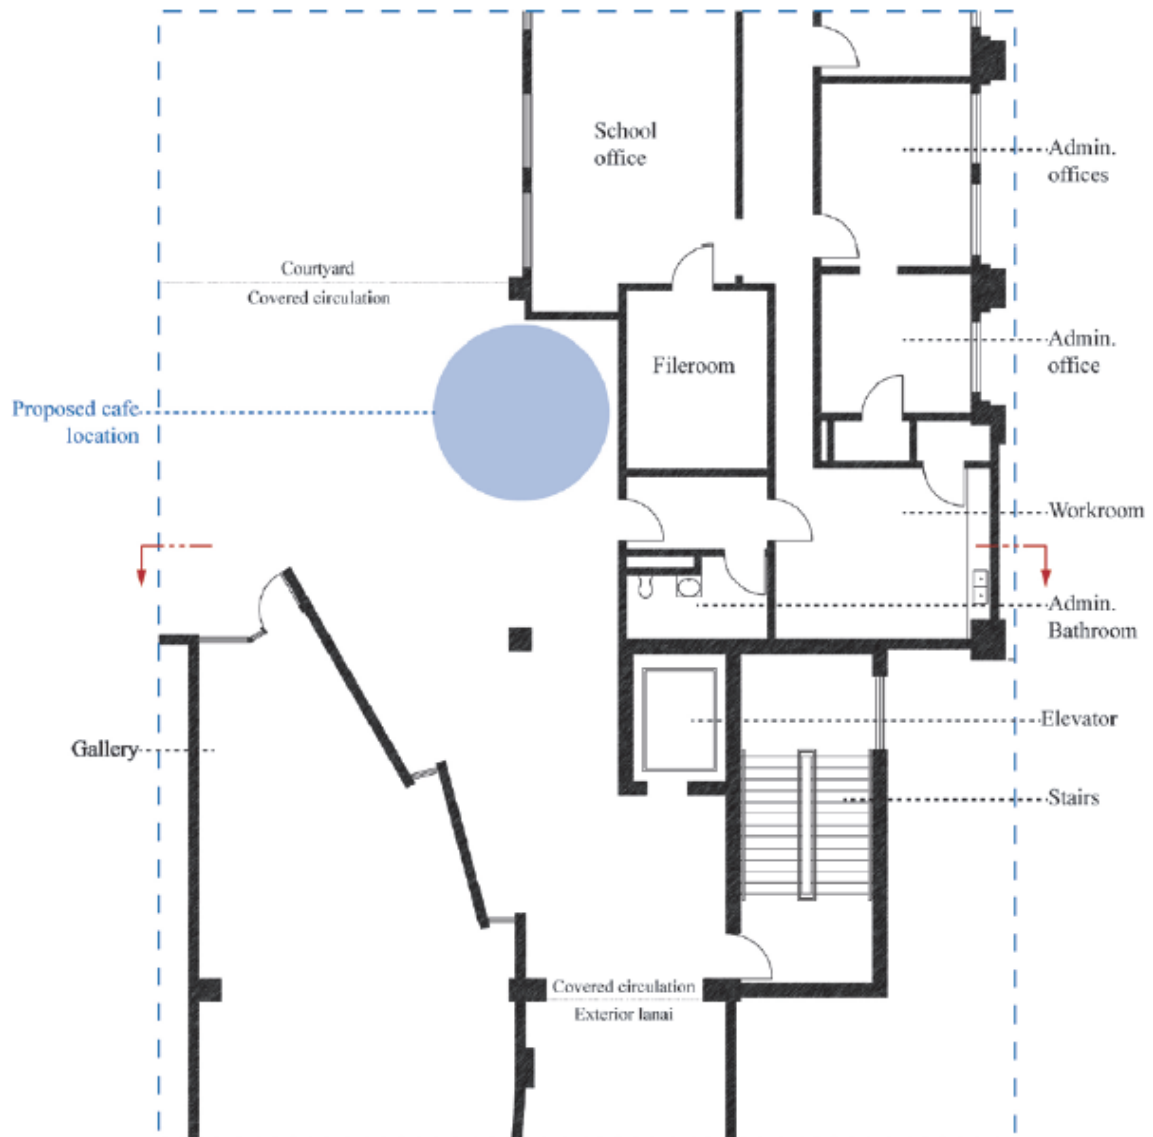 School
office
Admin.
offices
Courtyard
Covered circulation
Admin.
office
Fileroom
Proposed cafe
location
Workroom
Admin.
Bathroom
Elevator
Gallery
Stairs
Covered circulation
Exterior lanai